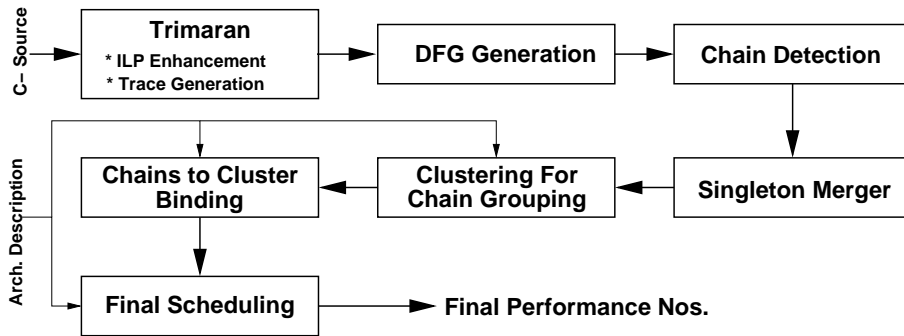 C– Source
Trimaran
* ILP Enhancement
* Trace Generation
DFG Generation
Chain Detection
Arch. Description
Chains to Cluster
Binding
Clustering For
Chain Grouping
Singleton Merger
Final Scheduling
Final Performance Nos.